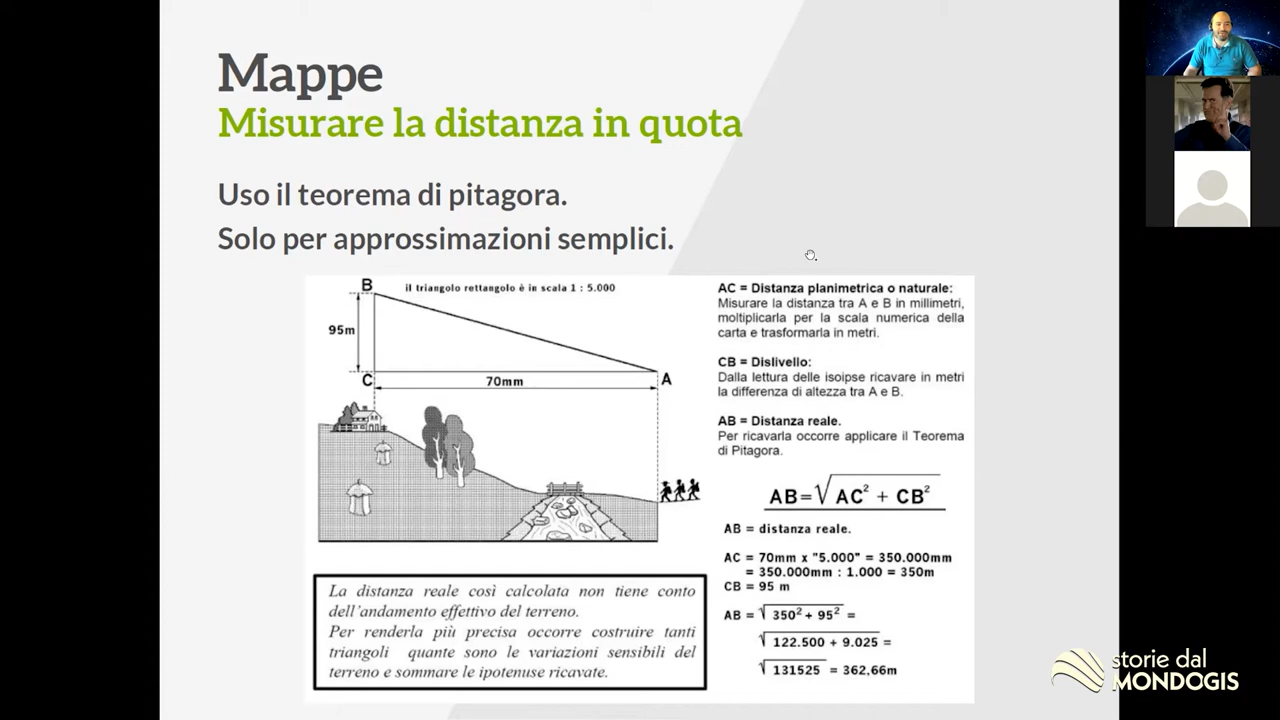 Mappe
Misurare la distanza in quota
Uso il teorema di pitagora.
Solo per approssimazioni semplici.
B
il triangolo rettangolo è in scala 1 : 5.000
95m
C
70mm
A
La distanza reale così calcolata non tiene conto
dell'andamento effettivo del terreno.
Per renderla più precisa occorre costruire tanti
triangoli quante sono le variazioni sensibili del
terreno e sommare le ipotenuse ricavate.
AC = Distanza planimetrica o naturale:
Misurare la distanza tra A e B in millimetri,
moltiplicarla per la scala numerica della
carta e trasformarla in metri.
CB = Dislivello:
Dalla lettura delle isoipse ricavare in metri
la differenza di altezza tra A e B.
AB = Distanza reale.
Per ricavarla occorre applicare il Teorema
di Pitagora.
AB=√AC² + CB²
AB = distanza reale.
AC = 70mm x "5.000" = 350.000mm
= 350.000mm : 1.000 = 350m
CB = 95 m
AB = √350² + 95² =
√122.500 + 9.025 =
√131525 = 362,66m
storie dal
MONDOGIS